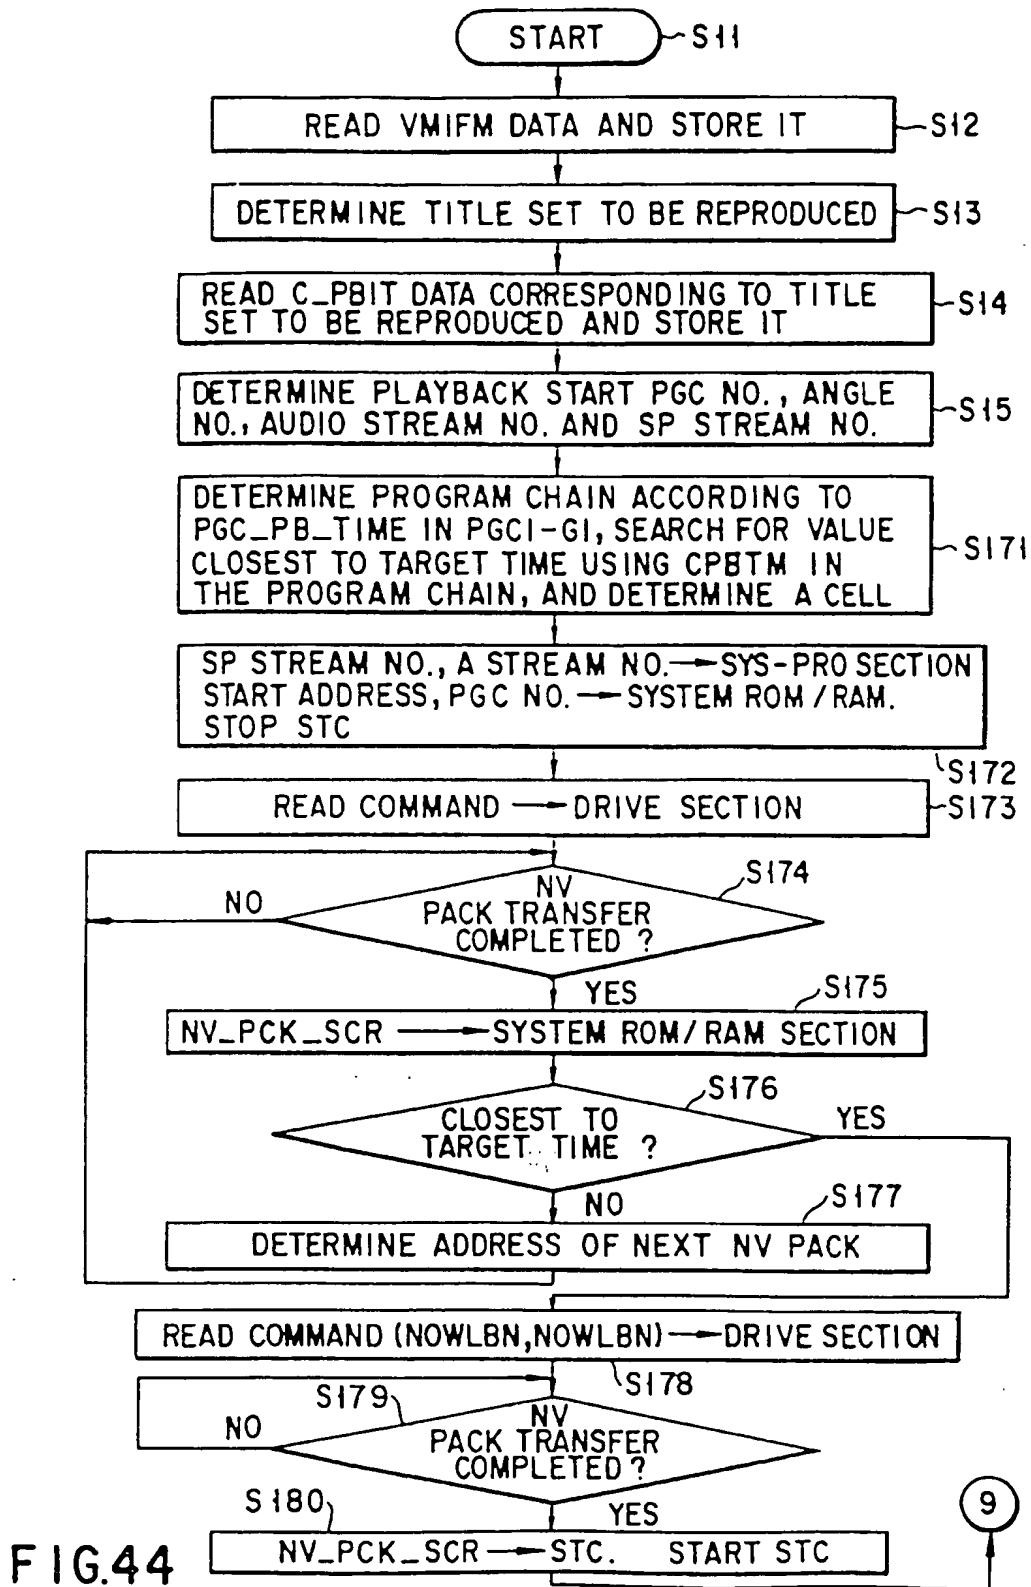 START
S11
READ VMIFM DATA AND STORE IT
S12
DETERMINE TITLE SET TO BE REPRODUCED
S13
READ C_PBIT DATA CORRESPONDING TO TITLE
SET TO BE REPRODUCED AND STORE IT
S14
DETERMINE PLAYBACK START PGC NO., ANGLE
NO., AUDIO STREAM NO. AND SP STREAM NO.
S15
DETERMINE PROGRAM CHAIN ACCORDING TO
PGC_PB_TIME IN PGCI-GI, SEARCH FOR VALUE
CLOSEST TO TARGET TIME USING CPBTM IN
THE PROGRAM CHAIN, AND DETERMINE A CELL
S171
SP STREAM NO., A STREAM NO. → SYS-PRO SECTION
START ADDRESS, PGC NO. → SYSTEM ROM / RAM.
STOP STC
S172
READ COMMAND → DRIVE SECTION
S173
S174
NV
PACK TRANSFER
COMPLETED ?
NO
YES
S175
NV_PCK_SCR → SYSTEM ROM/RAM SECTION
S176
CLOSEST TO
TARGET TIME ?
YES
NO
S177
DETERMINE ADDRESS OF NEXT NV PACK
READ COMMAND (NOWLBN,NOWLBN) → DRIVE SECTION
S178
S179
NV
PACK TRANSFER
COMPLETED ?
NO
YES
S180
NV_PCK_SCR → STC. START STC
9
FIG.44